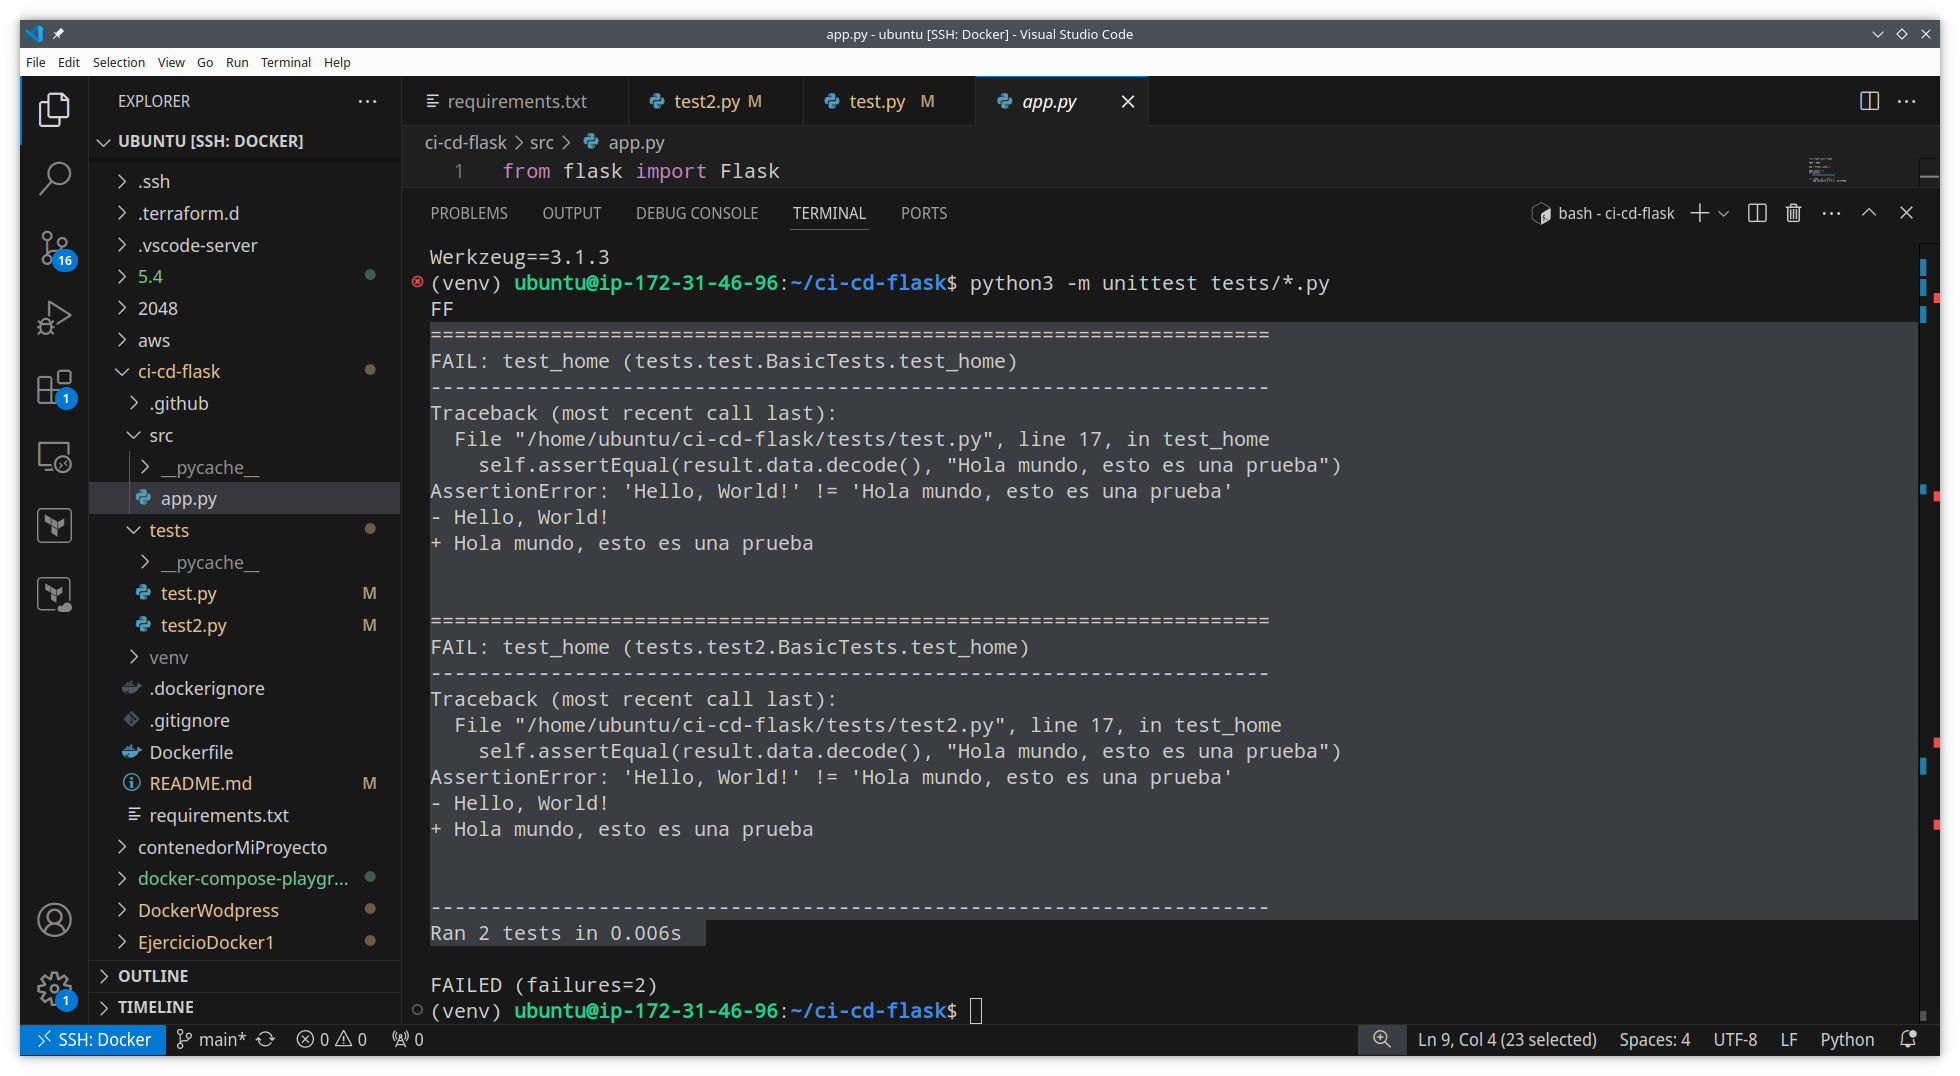 app.py - ubuntu [SSH: Docker] - Visual Studio Code
File Edit Selection View Go Run Terminal Help
EXPLORER
UBUNTU [SSH: DOCKER]
.ssh
.terraform.d
.vscode-server
5.4
2048
aws
ci-cd-flask
.github
src
__pycache__
app.py
tests
__pycache__
test.py M
test2.py M
venv
.dockerignore
.gitignore
Dockerfile
README.md M
requirements.txt
contenedorMiProyecto
docker-compose-playgr...
DockerWodpress
EjercicioDocker1
OUTLINE
TIMELINE
16
1
1
requirements.txt test2.py M test.py M app.py
ci-cd-flask > src > app.py
1 from flask import Flask
PROBLEMS OUTPUT DEBUG CONSOLE TERMINAL PORTS
bash - ci-cd-flask
Werkzeug==3.1.3
(venv) ubuntu@ip-172-31-46-96:~/ci-cd-flask$ python3 -m unittest tests/*.py
FF
======================================================================
FAIL: test_home (tests.test.BasicTests.test_home)
----------------------------------------------------------------------
Traceback (most recent call last):
  File "/home/ubuntu/ci-cd-flask/tests/test.py", line 17, in test_home
    self.assertEqual(result.data.decode(), "Hola mundo, esto es una prueba")
AssertionError: 'Hello, World!' != 'Hola mundo, esto es una prueba'
- Hello, World!
+ Hola mundo, esto es una prueba
======================================================================
FAIL: test_home (tests.test2.BasicTests.test_home)
----------------------------------------------------------------------
Traceback (most recent call last):
  File "/home/ubuntu/ci-cd-flask/tests/test2.py", line 17, in test_home
    self.assertEqual(result.data.decode(), "Hola mundo, esto es una prueba")
AssertionError: 'Hello, World!' != 'Hola mundo, esto es una prueba'
- Hello, World!
+ Hola mundo, esto es una prueba
----------------------------------------------------------------------
Ran 2 tests in 0.006s
FAILED (failures=2)
(venv) ubuntu@ip-172-31-46-96:~/ci-cd-flask$
SSH: Docker main* 0 0 0 Ln 9, Col 4 (23 selected) Spaces: 4 UTF-8 LF Python